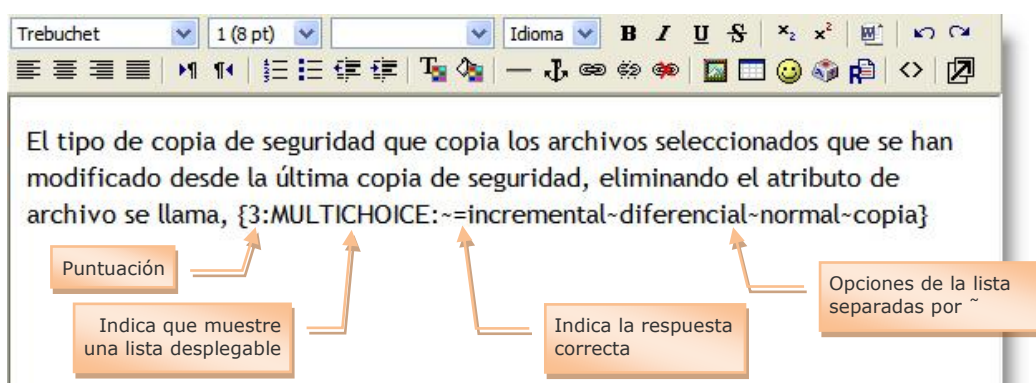 Trebuchet 1 (8 pt) Idioma B I U S x₂ x²
El tipo de copia de seguridad que copia los archivos seleccionados que se han
modificado desde la última copia de seguridad, eliminando el atributo de
archivo se llama, {3:MULTICHOICE:~=incremental~diferencial~normal~copia}
Puntuación
Indica que muestre
una lista desplegable
Indica la respuesta
correcta
Opciones de la lista
separadas por ~